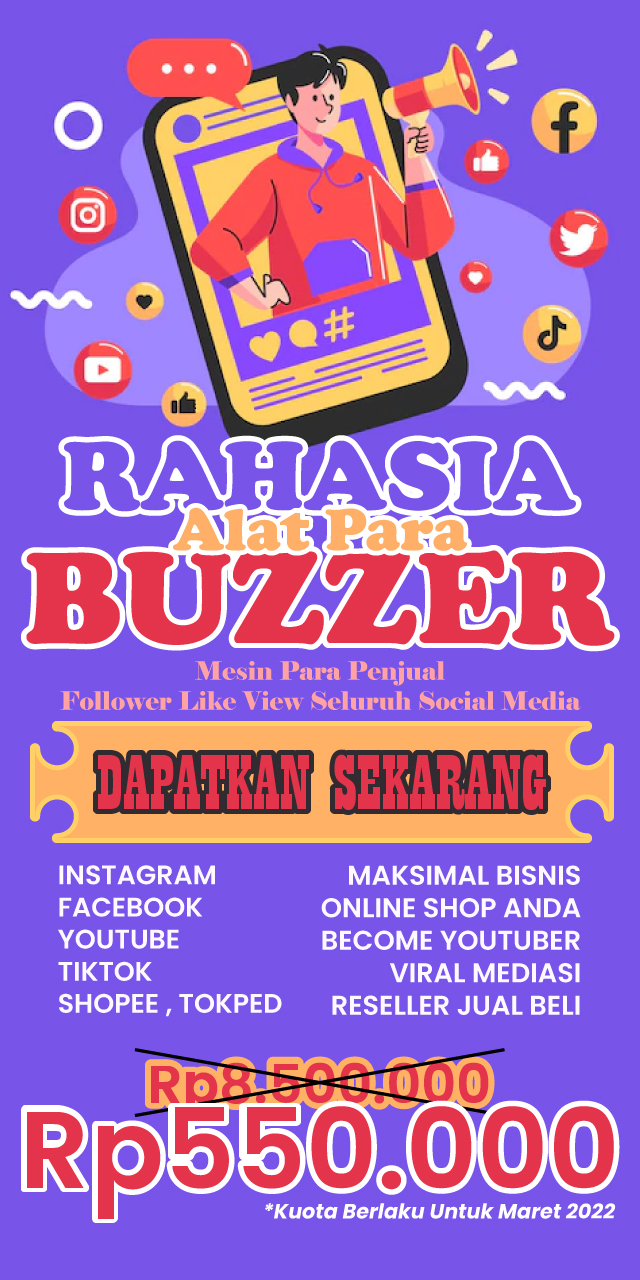 RAHASIA
Alat Para
BUZZER
Mesin Para Penjual
Follower Like View Seluruh Social Media
DAPATKAN SEKARANG
INSTAGRAM
FACEBOOK
YOUTUBE
TIKTOK
SHOPEE , TOKPED
MAKSIMAL BISNIS
ONLINE SHOP ANDA
BECOME YOUTUBER
VIRAL MEDIASI
RESELLER JUAL BELI
Rp8.500.000
Rp550.000
*Kuota Berlaku Untuk Maret 2022